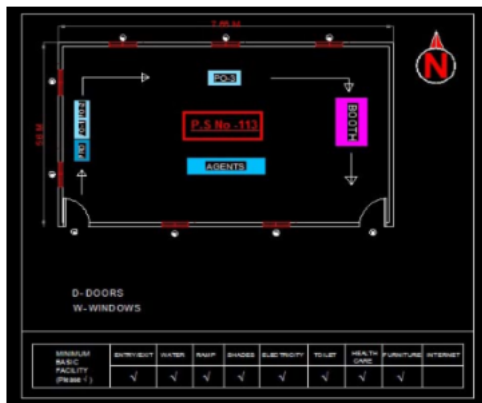 N
PO-S
P.S No -113
BOOTH
AGENTS
D-DOORS
W-WINDOWS
MINIMUM
BASIC
FACILITY
(Please √)
ENTRY/EXIT WATER RAMP SHADES ELECTRICITY TOILET HEALTH CARE FURNITURE INTERNET
√ √ √ √ √ √ √ √